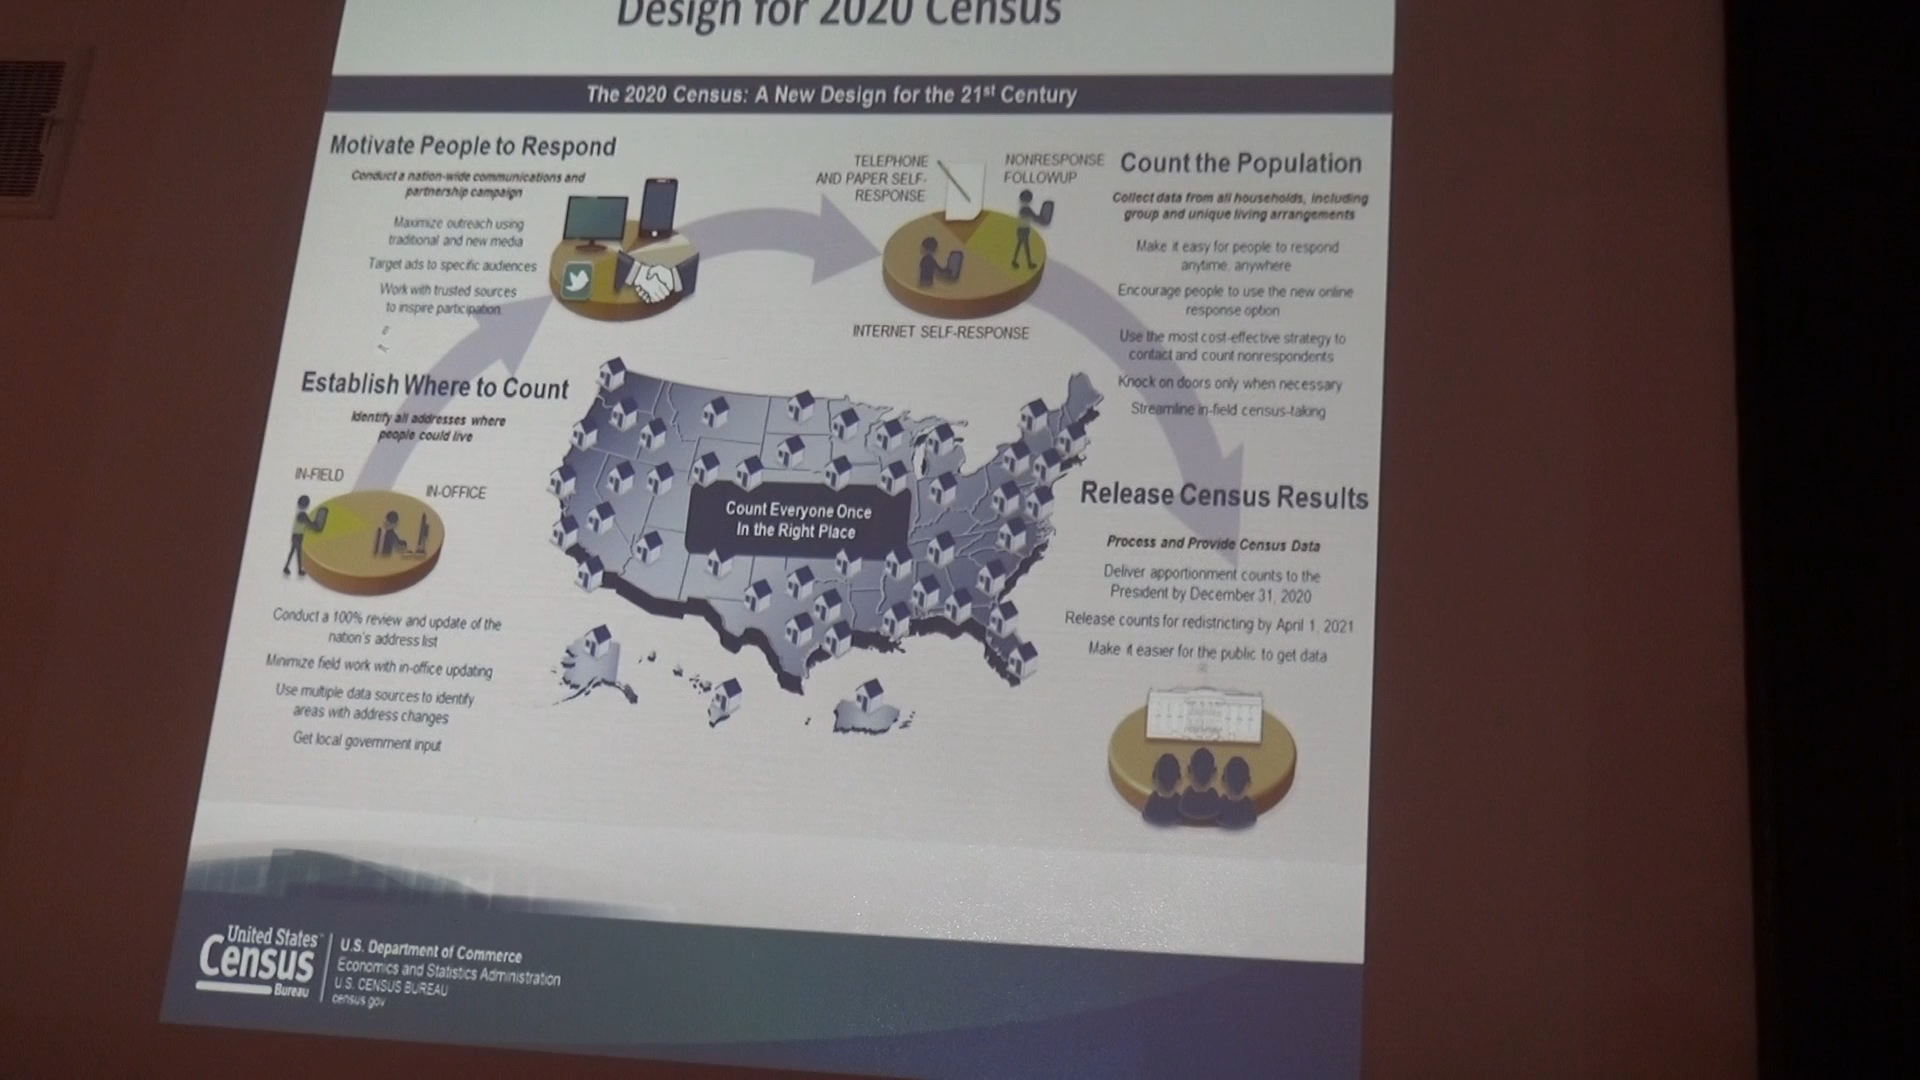 Design for 2020 Census
The 2020 Census: A New Design for the 21st Century
Motivate People to Respond
Conduct a nation-wide communications and
partnership campaign
Maximize outreach using
traditional and new media
Target ads to specific audiences
Work with trusted sources
to inspire participation
Establish Where to Count
Identify all addresses where
people could live
IN-FIELD
IN-OFFICE
Conduct a 100% review and update of the
nation's address list
Minimize field work with in-office updating
Use multiple data sources to identify
areas with address changes
Get local government input
TELEPHONE
AND PAPER SELF-
RESPONSE
NONRESPONSE
FOLLOWUP
INTERNET SELF-RESPONSE
Count Everyone Once
In the Right Place
Count the Population
Collect data from all households, including
group and unique living arrangements
Make it easy for people to respond
anytime, anywhere
Encourage people to use the new online
response option
Use the most cost-effective strategy to
contact and count nonrespondents
Knock on doors only when necessary
Streamline in-field census-taking
Release Census Results
Process and Provide Census Data
Deliver apportionment counts to the
President by December 31, 2020
Release counts for redistricting by April 1, 2021
Make it easier for the public to get data
United States™
Census
Bureau
U.S. Department of Commerce
Economics and Statistics Administration
U.S. CENSUS BUREAU
census.gov